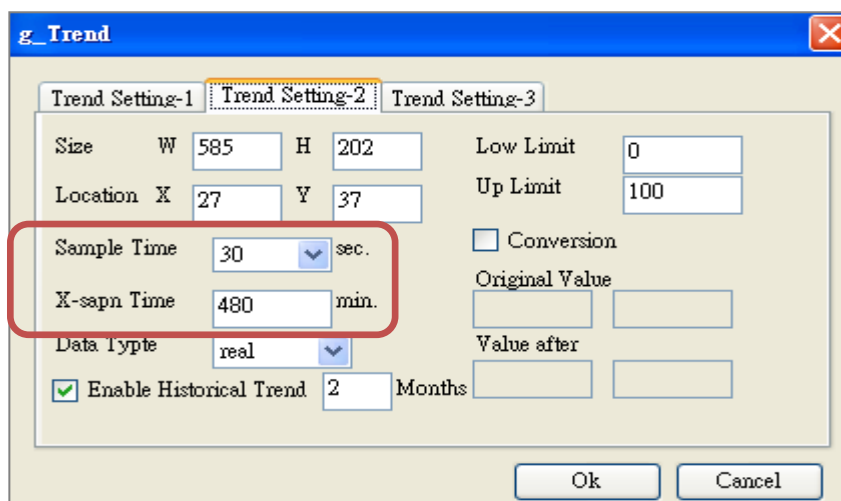 g_Trend
Trend Setting-1 Trend Setting-2 Trend Setting-3
Size W 585 H 202 Low Limit 0
Location X 27 Y 37 Up Limit 100
Sample Time 30 sec. Conversion
Original Value
X-sapn Time 480 min.
Data Typte real Value after
Enable Historical Trend 2 Months
Ok Cancel